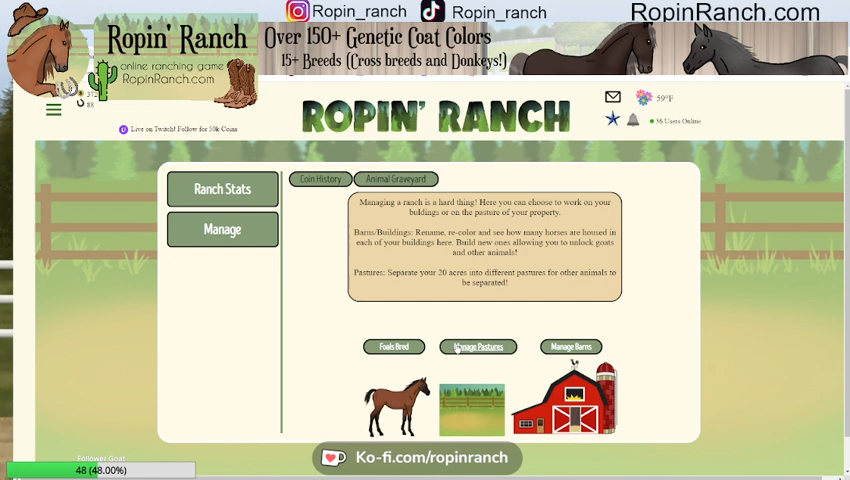 Ropin_ranch
Ropin_ranch
RopinRanch.com
Ropin' Ranch
online ranching game
RopinRanch.com
Over 150+ Genetic Coat Colors
15+ Breeds (Cross breeds and Donkeys!)
88
Live on Twitch! Follow for 50k Coins
ROPIN' RANCH
59°F
36 Users Online
Ranch Stats
Manage
Coin History
Animal Graveyard
Managing a ranch is a hard thing! Here you can choose to work on your
buldings or on the pasture of your property.
Barns/Buildings: Rename, re-color and see how many horses are housed in
each of your buildings here. Build new ones allowing you to unlock goats
and other animals!
Pastures: Separate your 20 acres into different pastures for other animals to
be separated!
Foals Bred
Manage Pastures
Manage Barns
Follower Goat
48 (48.00%)
Ko-fi.com/ropinranch